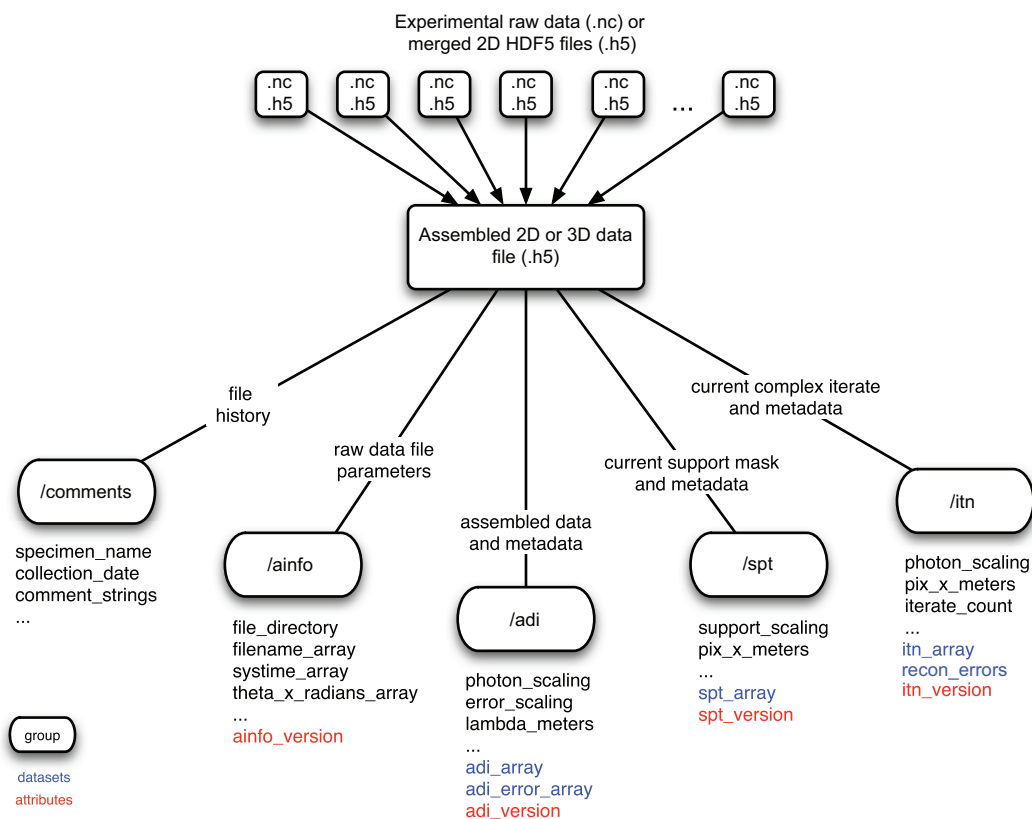 Experimental raw data (.nc) or
merged 2D HDF5 files (.h5)
.nc
.h5
.nc
.h5
.nc
.h5
.nc
.h5
.nc
.h5
...
.nc
.h5
Assembled 2D or 3D data
file (.h5)
file
history
raw data file
parameters
assembled data
and metadata
current support mask
and metadata
current complex iterate
and metadata
/comments
specimen_name
collection_date
comment_strings
...
/ainfo
file_directory
filename_array
systime_array
theta_x_radians_array
...
ainfo_version
/adi
photon_scaling
error_scaling
lambda_meters
...
adi_array
adi_error_array
adi_version
/spt
support_scaling
pix_x_meters
...
spt_array
spt_version
/itn
photon_scaling
pix_x_meters
iterate_count
...
itn_array
recon_errors
itn_version
group
datasets
attributes